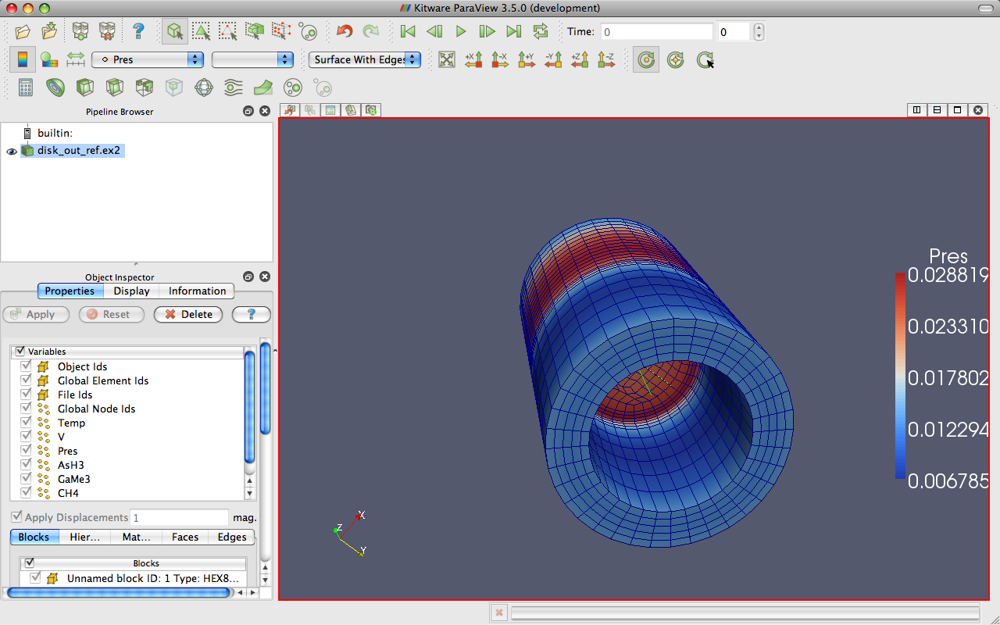 Kitware ParaView 3.5.0 (development)
Time: 0 0
Pres
Surface With Edges
+X -X +Y -Y +Z -Z
Pipeline Browser
builtin:
disk_out_ref.ex2
Object Inspector
Properties Display Information
Apply Reset Delete ?
Variables
Object Ids
Global Element Ids
File Ids
Global Node Ids
Temp
V
Pres
AsH3
GaMe3
CH4
Apply Displacements 1 mag.
Blocks Hier... Mat... Faces Edges
Blocks
Unnamed block ID: 1 Type: HEX8...
Pres
0.028819
0.023310
0.017802
0.012294
0.006785
X
Z
Y